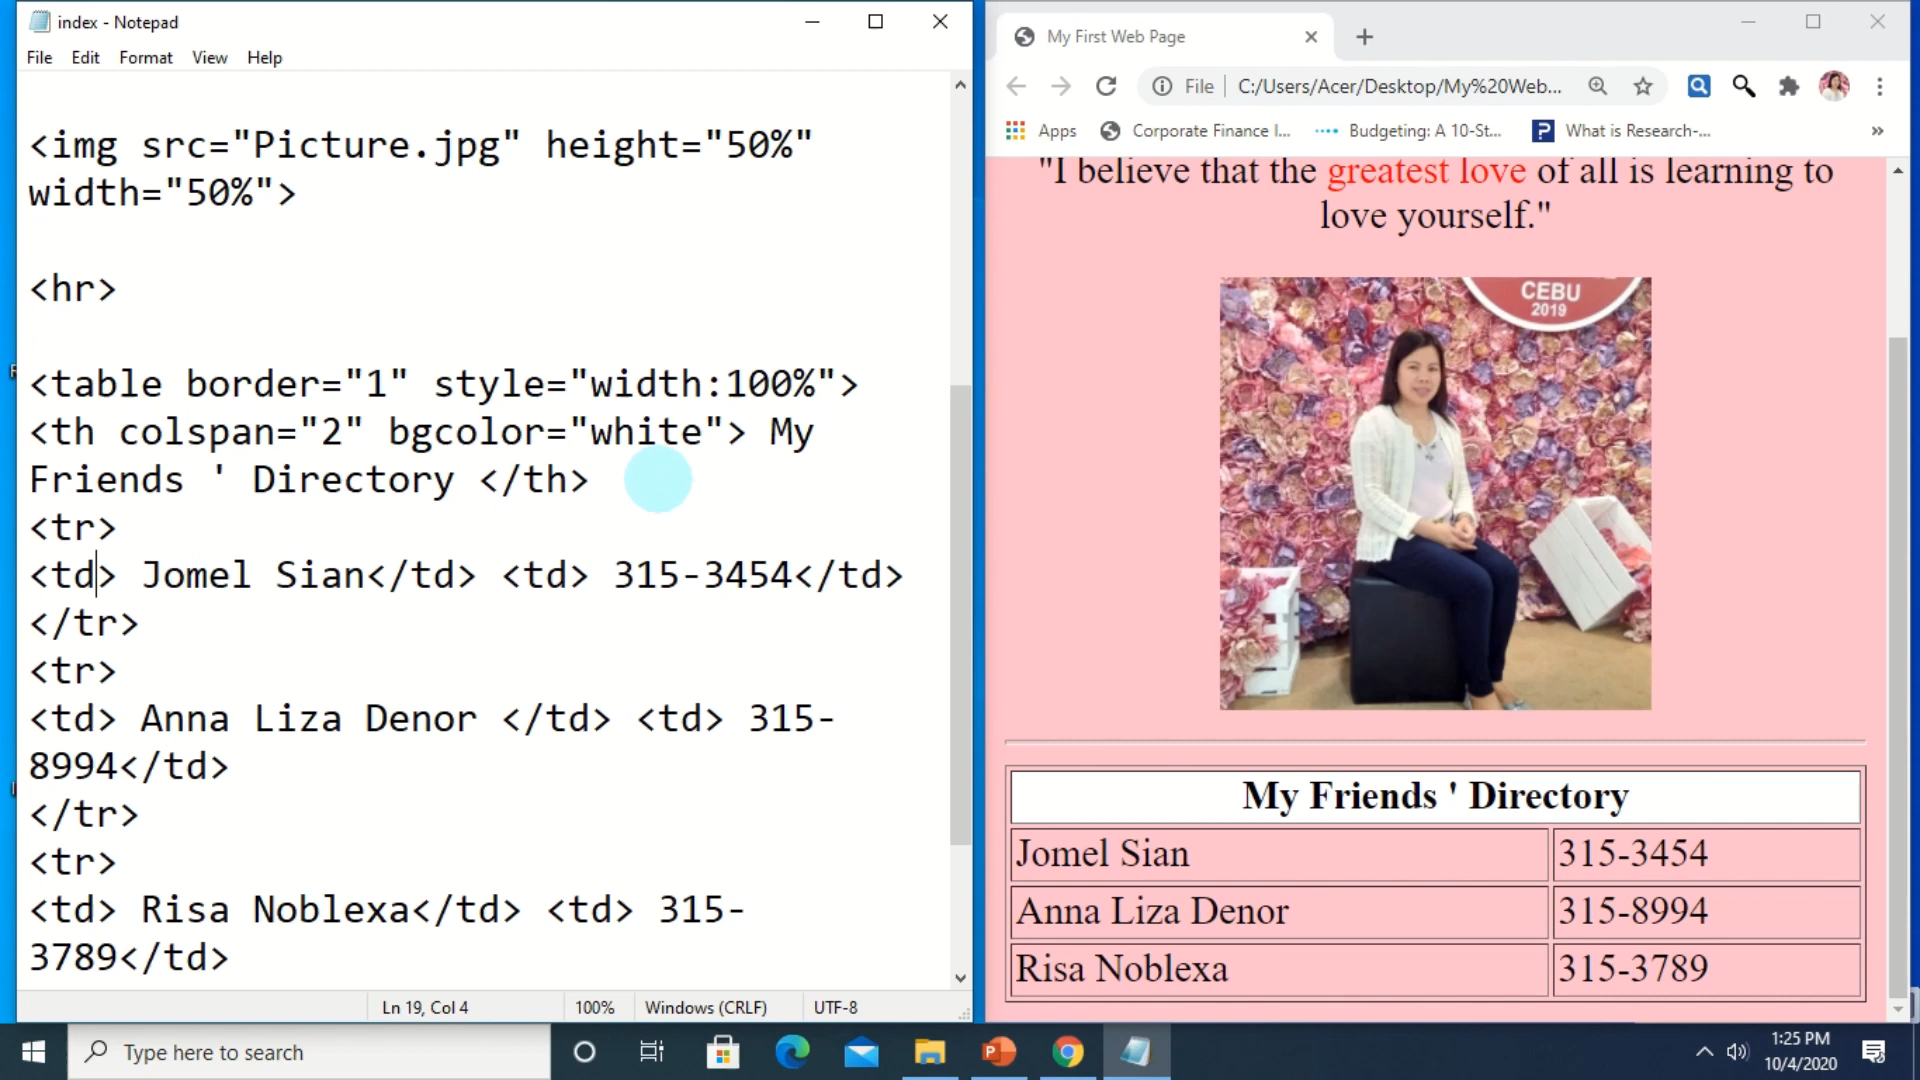 index - Notepad
File Edit Format View Help
<img src="Picture.jpg" height="50%"
width="50%">
<hr>
<table border="1" style="width:100%">
<th colspan="2" bgcolor="white"> My
Friends ' Directory </th>
<tr>
<td> Jomel Sian</td> <td> 315-3454</td>
</tr>
<tr>
<td> Anna Liza Denor </td> <td> 315-
8994</td>
</tr>
<tr>
<td> Risa Noblexa</td> <td> 315-
3789</td>
Ln 19, Col 4 100% Windows (CRLF) UTF-8
My First Web Page
File C:/Users/Acer/Desktop/My%20Web...
Apps Corporate Finance I... Budgeting: A 10-St... What is Research-...
"I believe that the greatest love of all is learning to
love yourself."
CEBU
2019
My Friends ' Directory
Jomel Sian 315-3454
Anna Liza Denor 315-8994
Risa Noblexa 315-3789
Type here to search
1:25 PM
10/4/2020